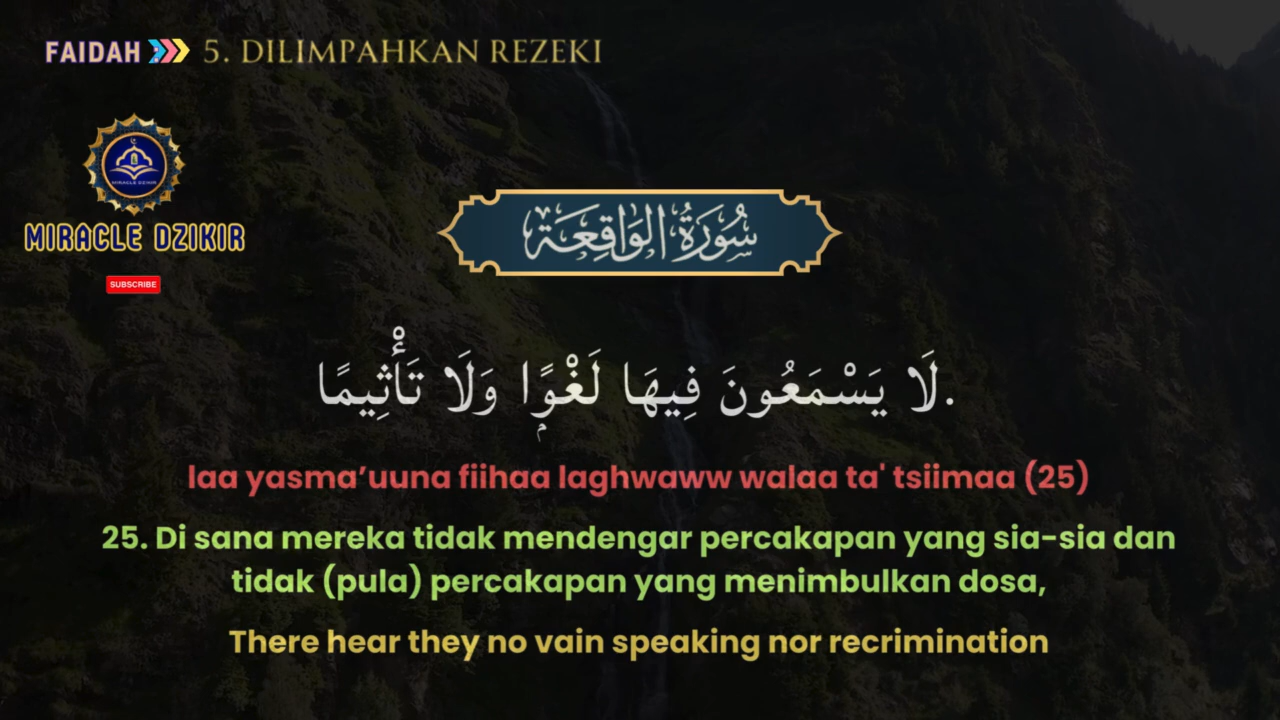 FAIDAH 5. DILIMPAHKAN REZEKI
MIRACLE DZIKIR
MIRACLE DZIKIR
SUBSCRIBE
سُورَةُ الوَاقِعَة
لَا يَسْمَعُونَ فِيهَا لَغْوًۭا وَلَا تَأْثِيمًا.
laa yasma’uuna fiihaa laghwaww walaa ta' tsiimaa (25)
25. Di sana mereka tidak mendengar percakapan yang sia-sia dan
tidak (pula) percakapan yang menimbulkan dosa,
There hear they no vain speaking nor recrimination